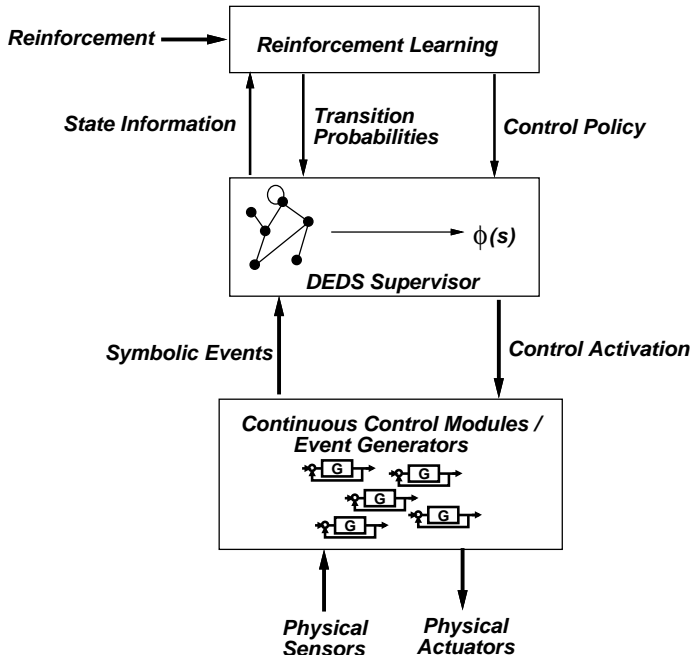 Reinforcement
Reinforcement Learning
State Information
Transition
Probabilities
Control Policy
ϕ(s)
DEDS Supervisor
Symbolic Events
Control Activation
Continuous Control Modules /
Event Generators
G
G
G
G
G
Physical
Sensors
Physical
Actuators